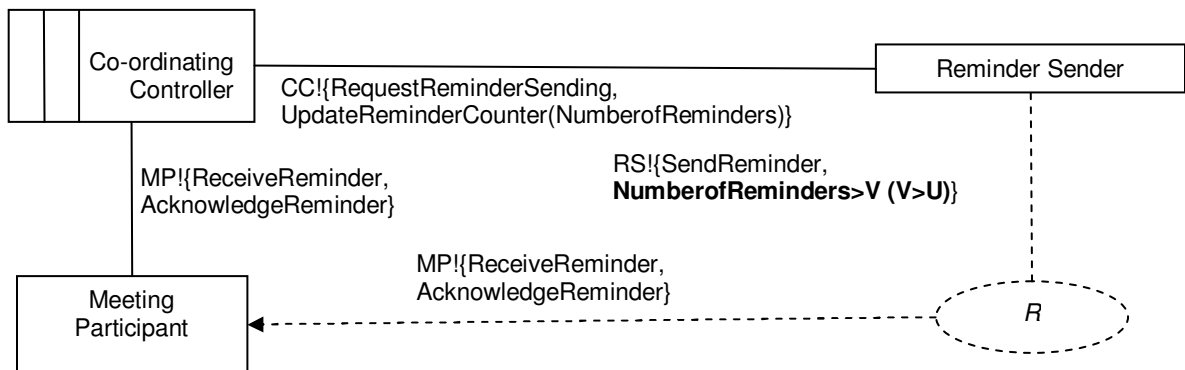 Co-ordinating
Controller
Reminder Sender
CC!{RequestReminderSending,
UpdateReminderCounter(NumberofReminders)}
MP!{ReceiveReminder,
AcknowledgeReminder}
RS!{SendReminder,
NumberofReminders>V (V>U)}
MP!{ReceiveReminder,
AcknowledgeReminder}
Meeting
Participant
R